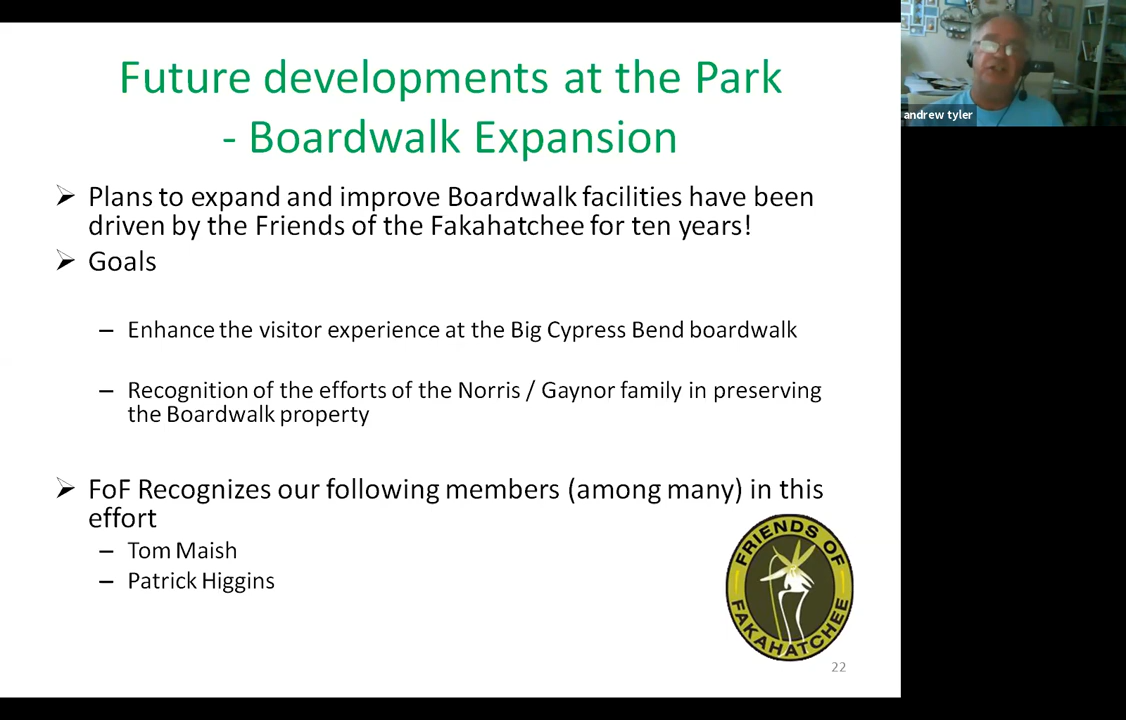 Future developments at the Park
- Boardwalk Expansion
andrew tyler
➢ Plans to expand and improve Boardwalk facilities have been
driven by the Friends of the Fakahatchee for ten years!
➢ Goals
– Enhance the visitor experience at the Big Cypress Bend boardwalk
– Recognition of the efforts of the Norris / Gaynor family in preserving
the Boardwalk property
➢ FoF Recognizes our following members (among many) in this
effort
– Tom Maish
– Patrick Higgins
FRIENDS OF
FAKAHATCHEE
22